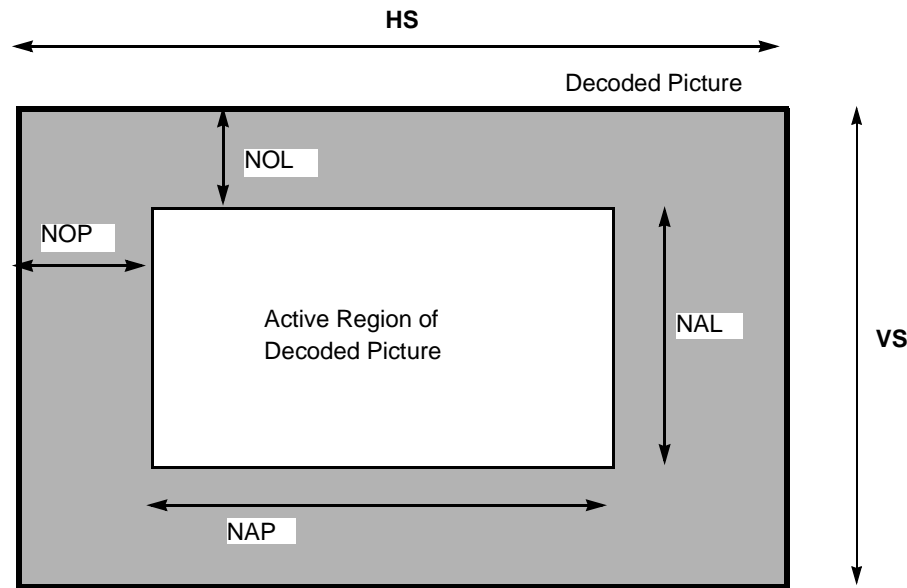 HS
Decoded Picture
NOL
NOP
Active Region of
Decoded Picture
NAL
VS
NAP